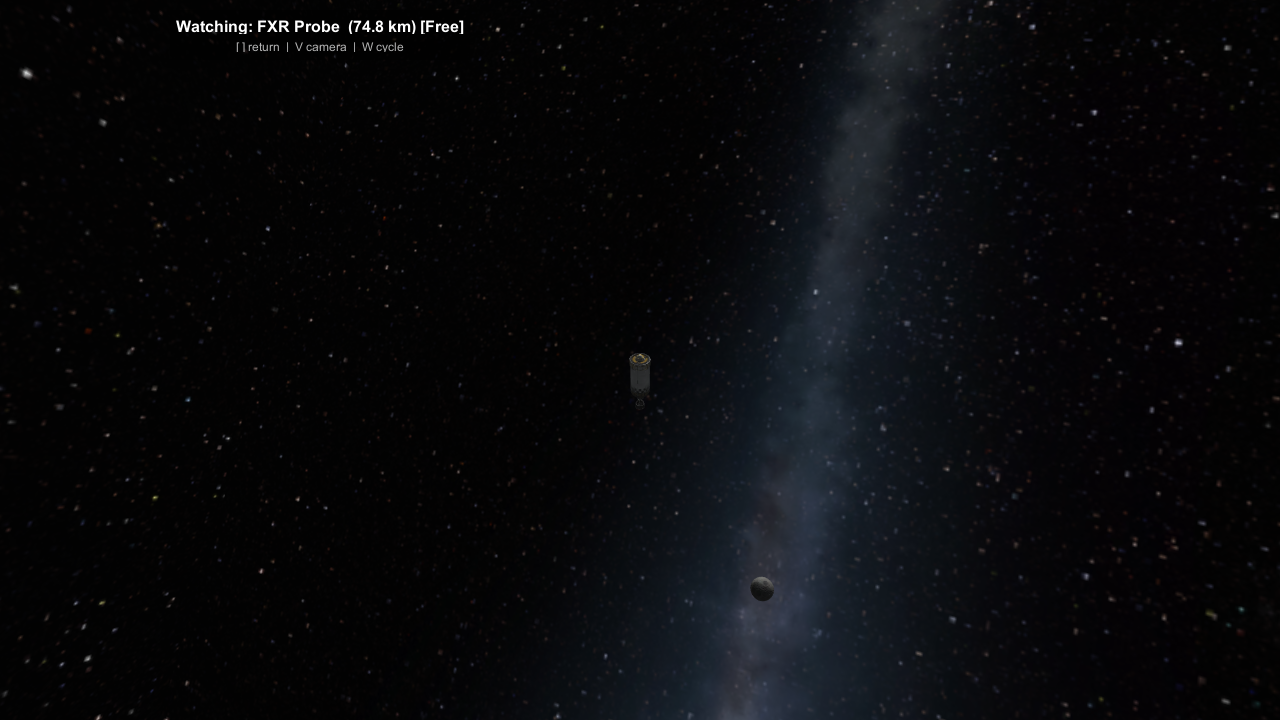 Watching: FXR Probe  (74.8 km) [Free]
[ ] return  |  V camera  |  W cycle